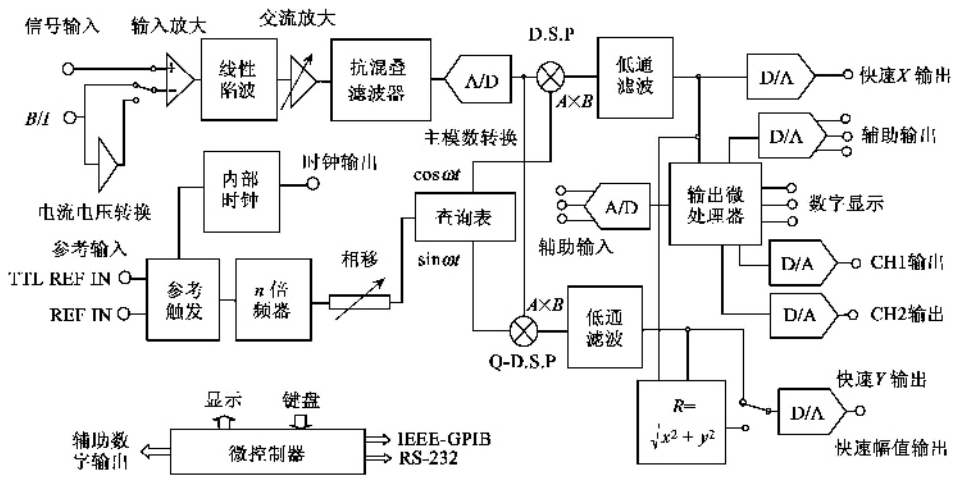 信号输入
输入放大
交流放大
D.S.P
线性
陷波
抗混叠
滤波器
A/D
A×B
低通
滤波
D/A
快速X 输出
B/I
主模数转换
D/A
辅助输出
电流电压转换
内部
时钟
时钟输出
cosωt
查询表
sinωt
A/D
辅助输入
输出微
处理器
数字显示
参考输入
TTL REF IN
REF IN
参考
触发
n 倍
频器
相移
D/A
CH1输出
D/A
CH2输出
A×B
Q-D.S.P
低通
滤波
R=
√x² + y²
D/A
快速Y 输出
快速幅值输出
显示
键盘
辅助数
字输出
微控制器
IEEE-GPIB
RS-232